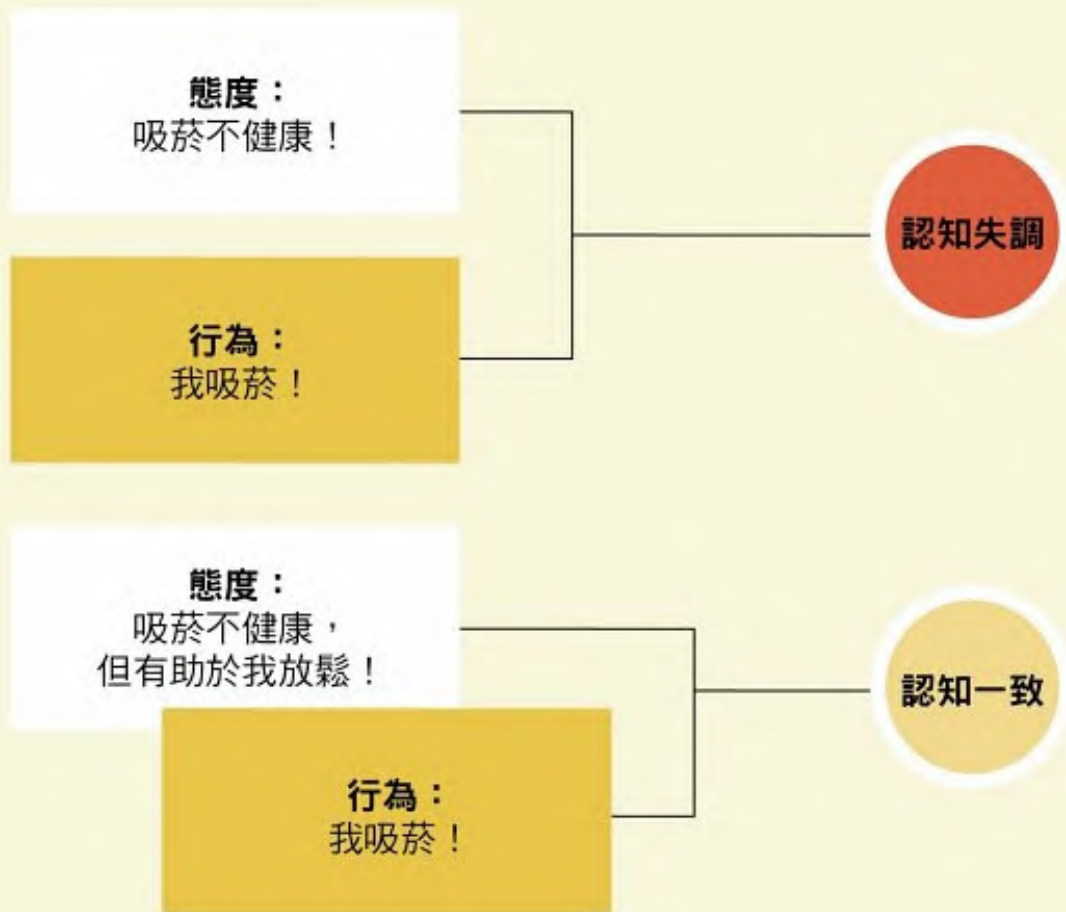 態度：
吸菸不健康！
認知失調
行為：
我吸菸！
態度：
吸菸不健康，
但有助於我放鬆！
認知一致
行為：
我吸菸！